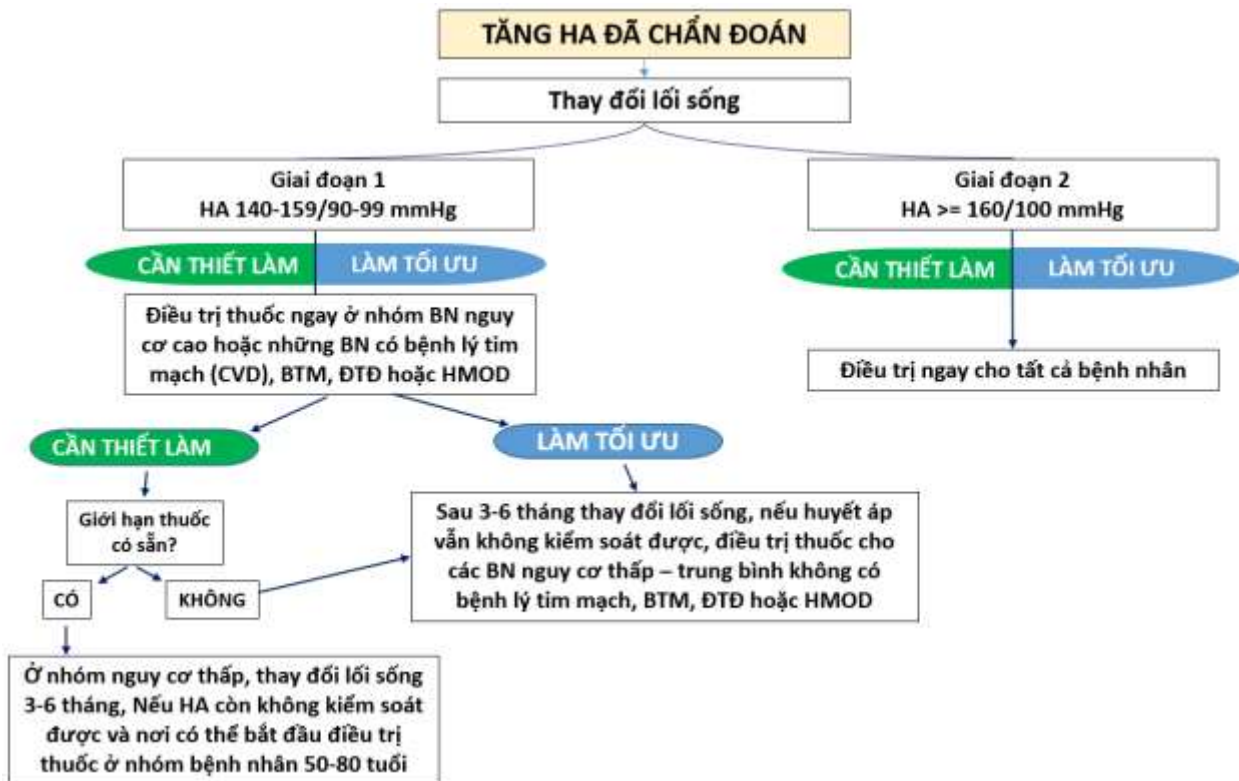 TĂNG HA ĐÃ CHẨN ĐOÁN
Thay đổi lối sống
Giai đoạn 1
HA 140-159/90-99 mmHg
CẦN THIẾT LÀM
LÀM TỐI ƯU
Điều trị thuốc ngay ở nhóm BN nguy
cơ cao hoặc những BN có bệnh lý tim
mạch (CVD), BTM, ĐTĐ hoặc HMOD
Giai đoạn 2
HA >= 160/100 mmHg
CẦN THIẾT LÀM
LÀM TỐI ƯU
Điều trị ngay cho tất cả bệnh nhân
CẦN THIẾT LÀM
Giới hạn thuốc
có sẵn?
CÓ
KHÔNG
Ở nhóm nguy cơ thấp, thay đổi lối sống
3-6 tháng, Nếu HA còn không kiểm soát
được và nơi có thể bắt đầu điều trị
thuốc ở nhóm bệnh nhân 50-80 tuổi
LÀM TỐI ƯU
Sau 3-6 tháng thay đổi lối sống, nếu huyết áp
vẫn không kiểm soát được, điều trị thuốc cho
các BN nguy cơ thấp – trung bình không có
bệnh lý tim mạch, BTM, ĐTĐ hoặc HMOD